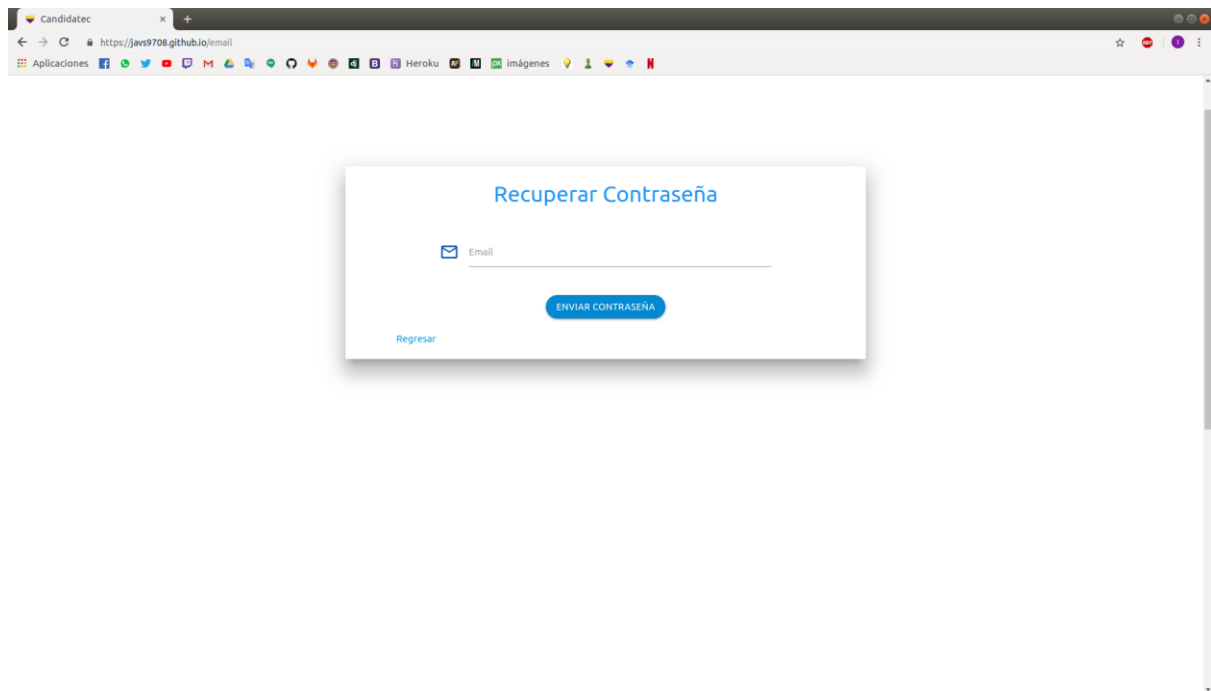 Candidatec
https://javs9708.github.io/email
Aplicaciones Heroku imágenes
Recuperar Contraseña
Email
ENVIAR CONTRASEÑA
Regresar